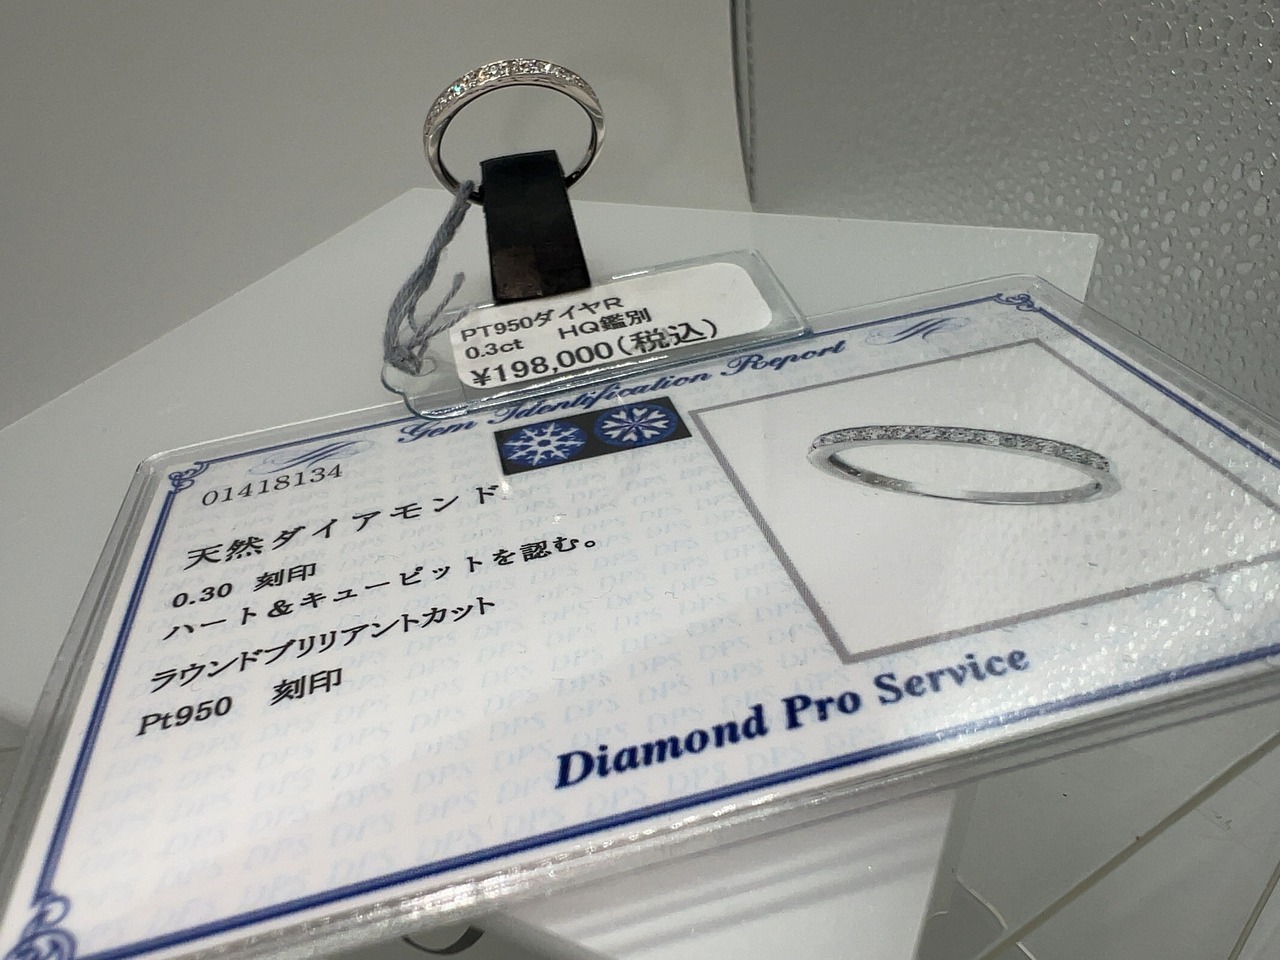 PT950ダイヤR
0.3ct HQ鑑別
¥198,000(税込)
Gem Identification Report
01418134
天然ダイアモンド
0.30 刻印
ハート&キューピットを認む。
ラウンドブリリアントカット
Pt950 刻印
Diamond Pro Service